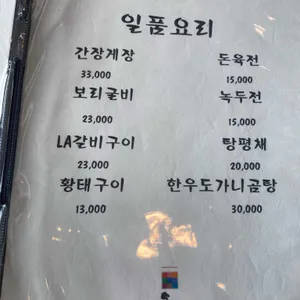 일품요리
간장게장 돈육전
33,000 15,000
보리굴비 녹두전
23,000 15,000
LA갈비구이 탕평채
23,000 20,000
황태구이 한우도가니곰탕
13,000 30,000